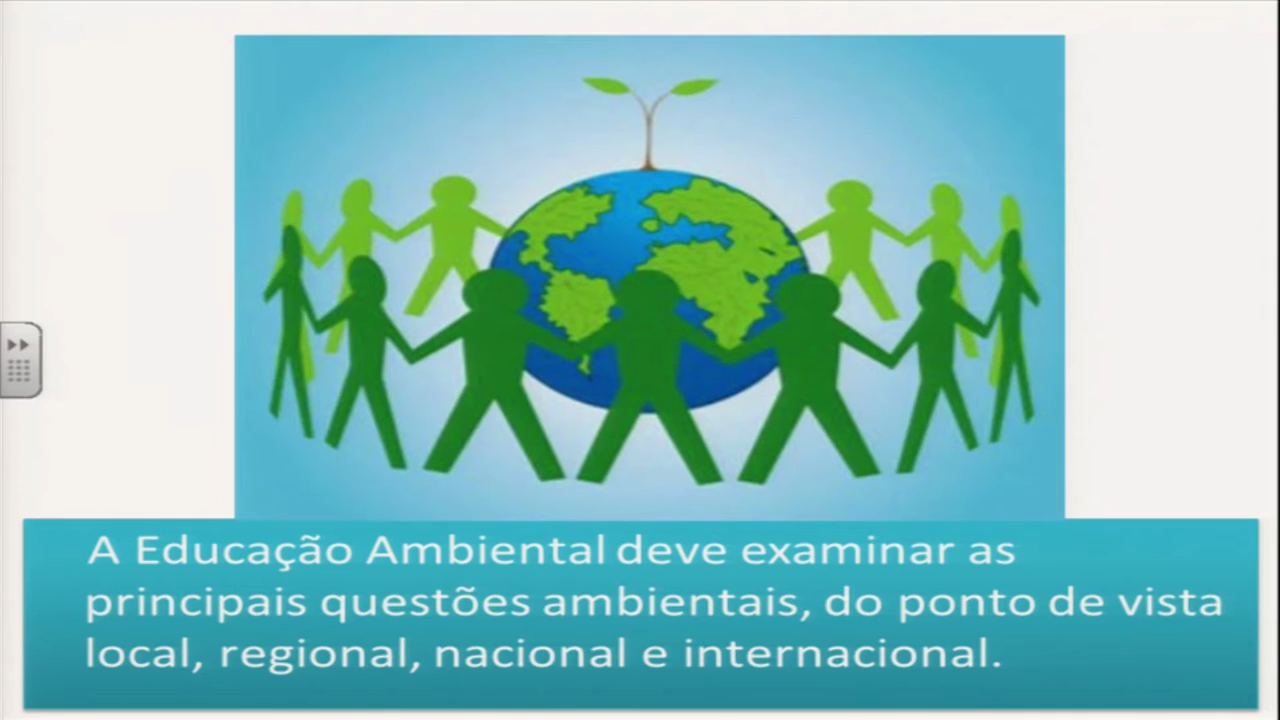 A Educação Ambiental deve examinar as
principais questões ambientais, do ponto de vista
local, regional, nacional e internacional.